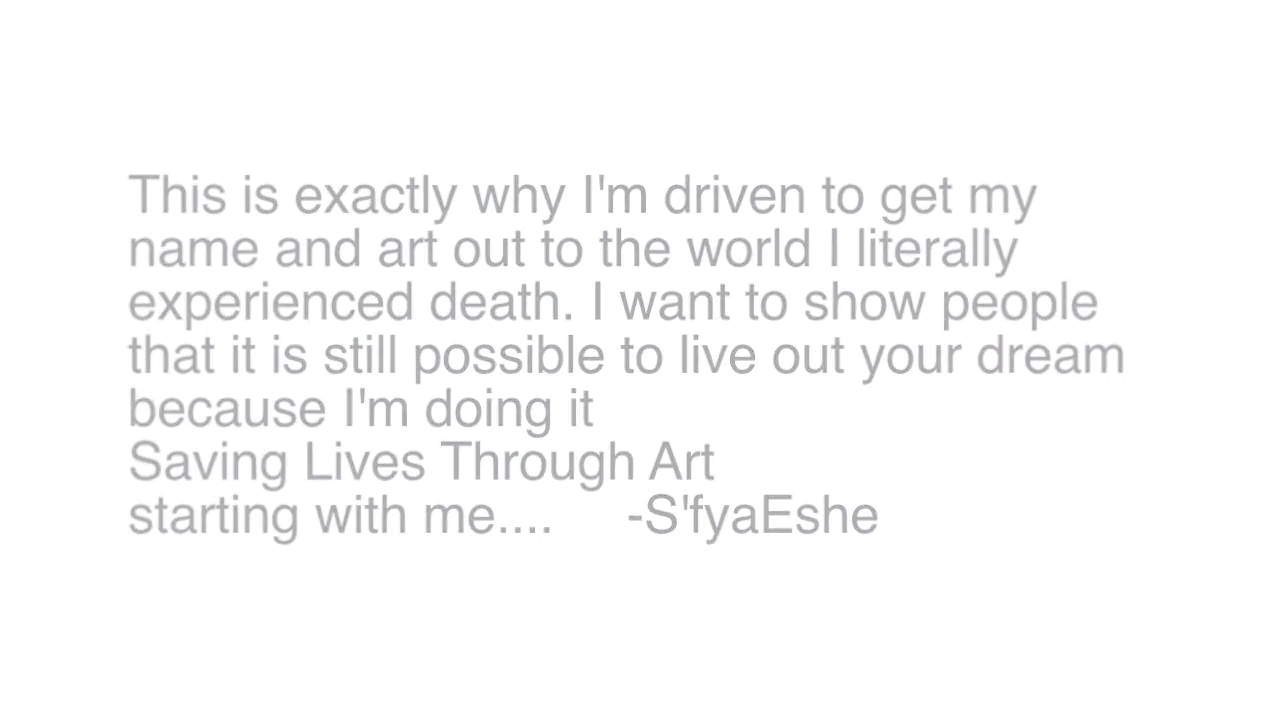 This is exactly why I'm driven to get my
name and art out to the world I literally
experienced death. I want to show people
that it is still possible to live out your dream
because I'm doing it
Saving Lives Through Art
starting with me.... -S'fyaEshe